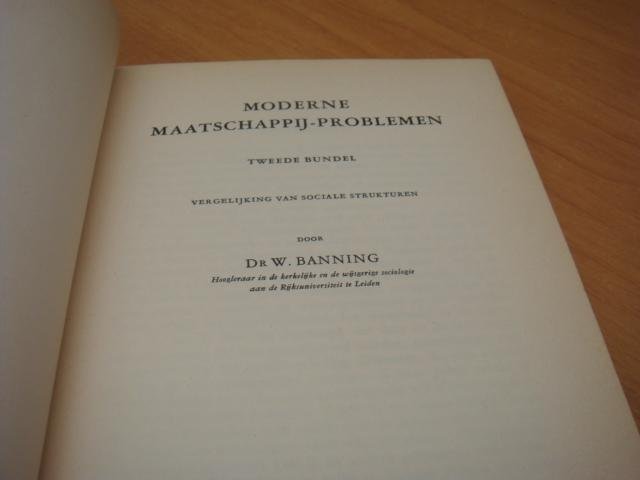 MODERNE
MAATSCHAPPIJ-PROBLEMEN
TWEEDE BUNDEL
VERGELIJKING VAN SOCIALE STRUKTUREN
DOOR
DR W. BANNING
Hoogleraar in de kerkelijke en de wijsgerige sociologie
aan de Rijksuniversiteit te Leiden